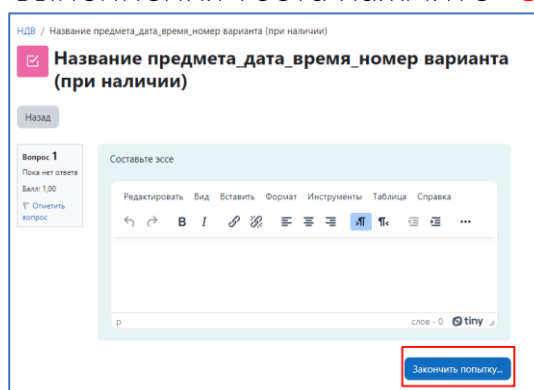 НДВ / Название предмета_дата_время_номер варианта (при наличии)
Название предмета_дата_время_номер варианта
(при наличии)
Назад
Вопрос 1
Пока нет ответа
Балл: 1,00
Отметить
вопрос
Составьте эссе
Редактировать Вид Вставить Формат Инструменты Таблица Справка
B I
p
слов - 0 tiny
Закончить попытку...